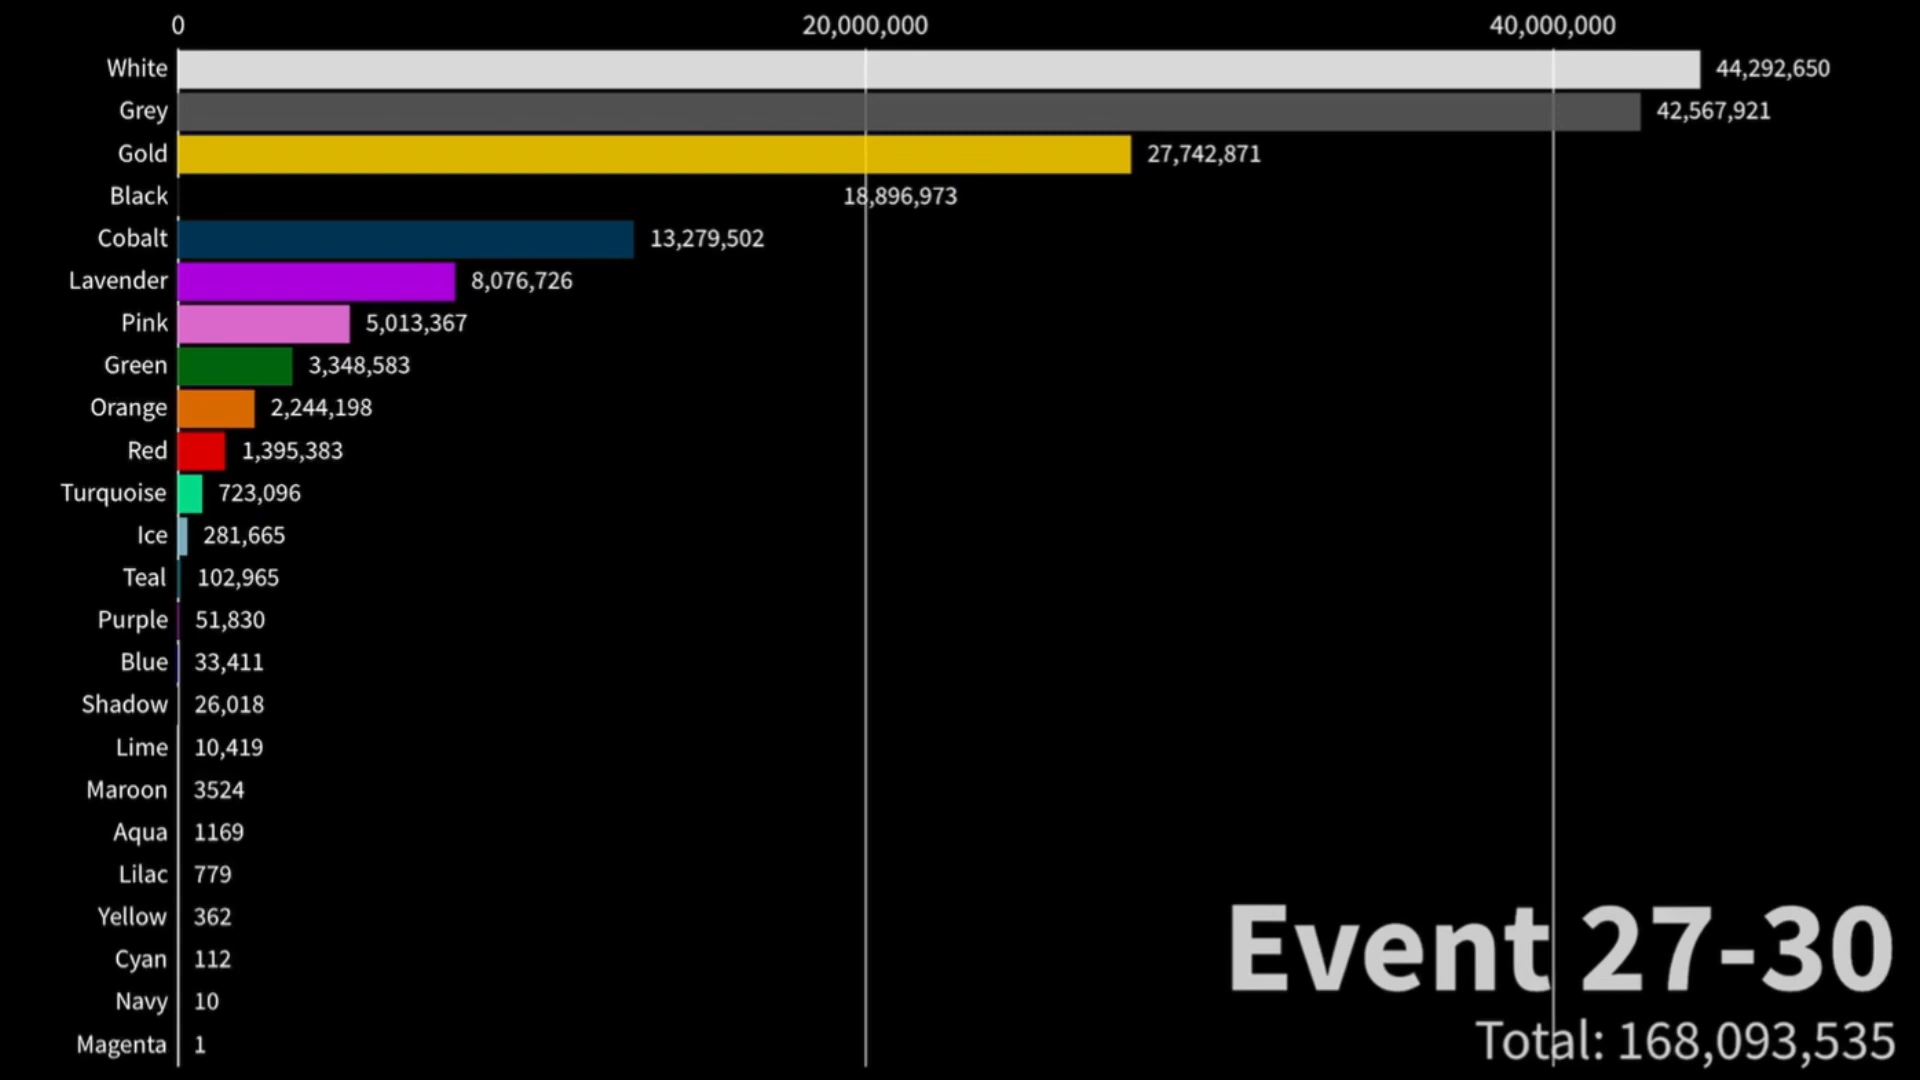 0 20,000,000 40,000,000
White 44,292,650
Grey 42,567,921
Gold 27,742,871
Black 18,896,973
Cobalt 13,279,502
Lavender 8,076,726
Pink 5,013,367
Green 3,348,583
Orange 2,244,198
Red 1,395,383
Turquoise 723,096
Ice 281,665
Teal 102,965
Purple 51,830
Blue 33,411
Shadow 26,018
Lime 10,419
Maroon 3524
Aqua 1169
Lilac 779
Yellow 362
Cyan 112
Navy 10
Magenta 1
Event 27-30
Total: 168,093,535